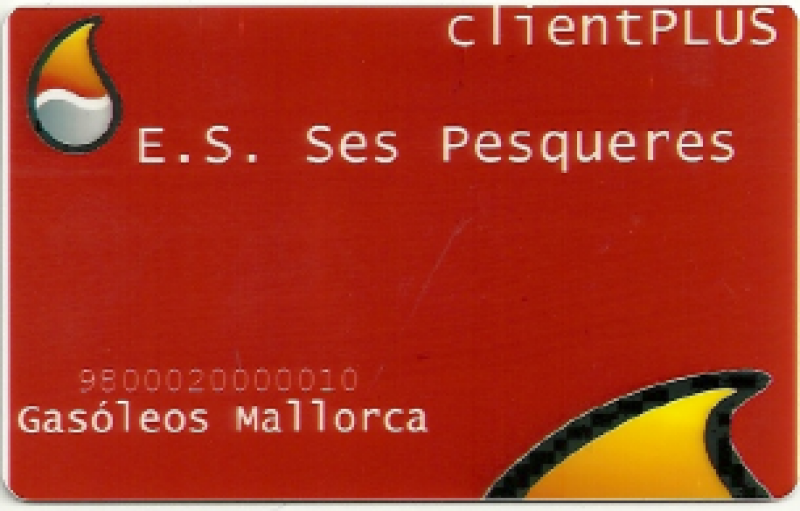 clientPLUS
E.S. Ses Pesqueres
9800020000010
Gasóleos Mallorca